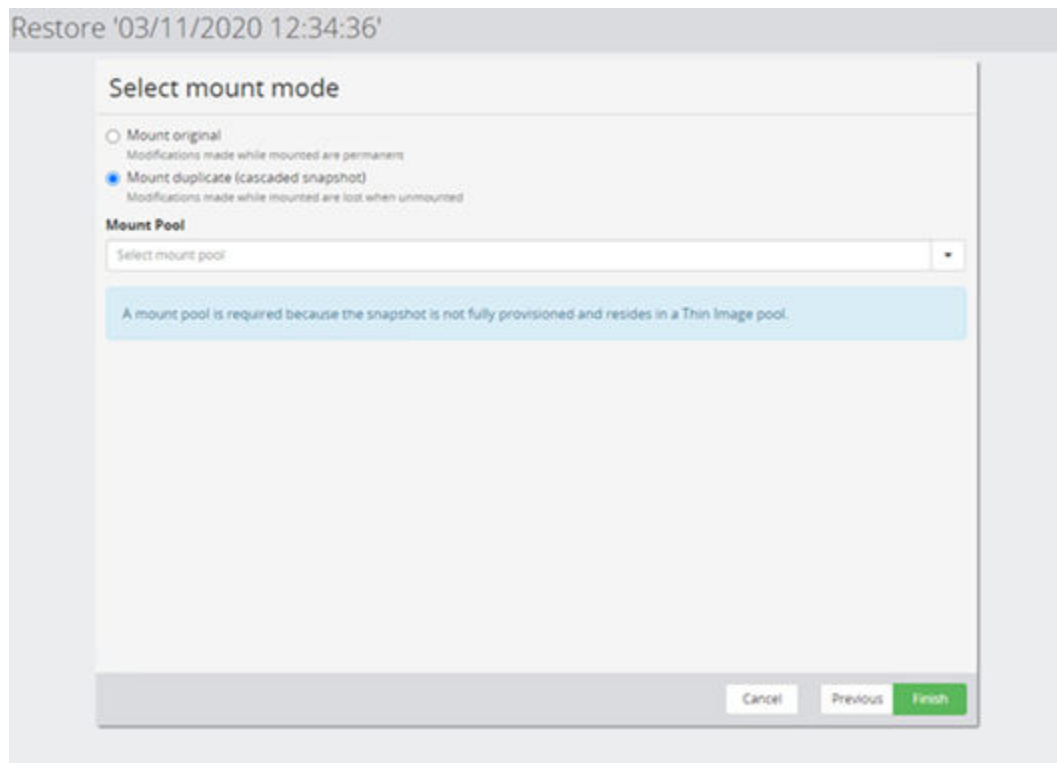 Restore '03/11/2020 12:34:36'
Select mount mode
Mount original
Modifications made while mounted are permanent
Mount duplicate (cascaded snapshot)
Modifications made while mounted are lost when unmounted
Mount Pool
Select mount pool
A mount pool is required because the snapshot is not fully provisioned and resides in a Thin Image pool.
Cancel Previous Finish